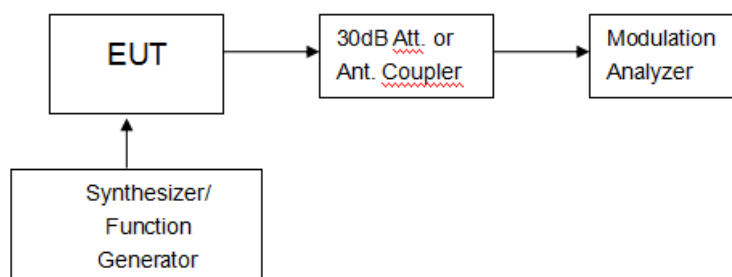 EUT
30dB Att. or
Ant. Coupler
Modulation
Analyzer
Synthesizer/
Function
Generator